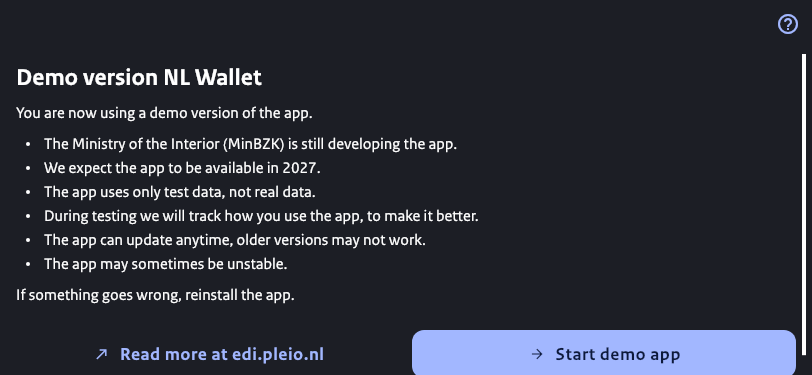 Demo version NL Wallet
You are now using a demo version of the app.
• The Ministry of the Interior (MinBZK) is still developing the app.
• We expect the app to be available in 2027.
• The app uses only test data, not real data.
• During testing we will track how you use the app, to make it better.
• The app can update anytime, older versions may not work.
• The app may sometimes be unstable.
If something goes wrong, reinstall the app.
Read more at edi.pleio.nl
Start demo app